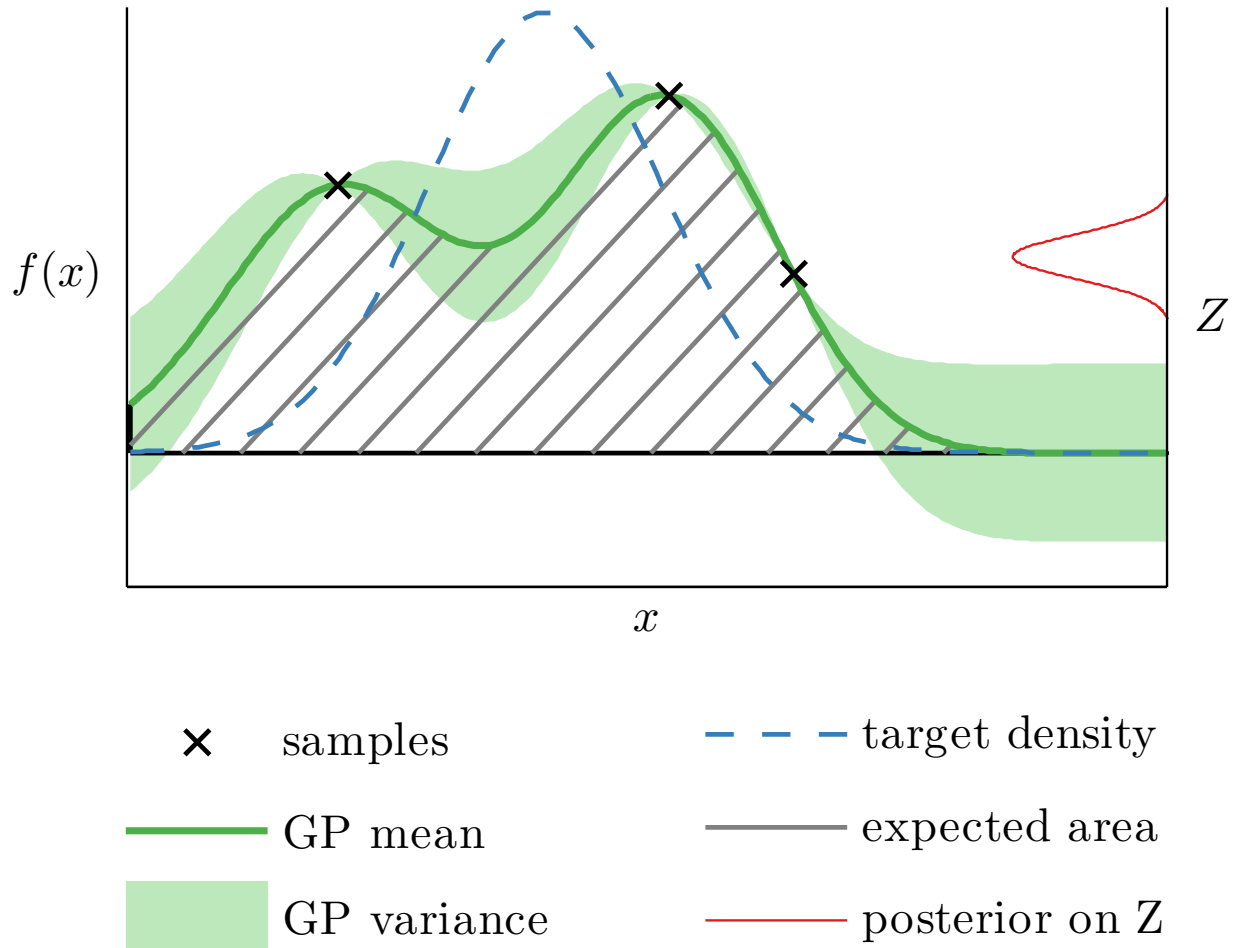 f(x)
Z
x
samples
GP mean
GP variance
target density
expected area
posterior on Z